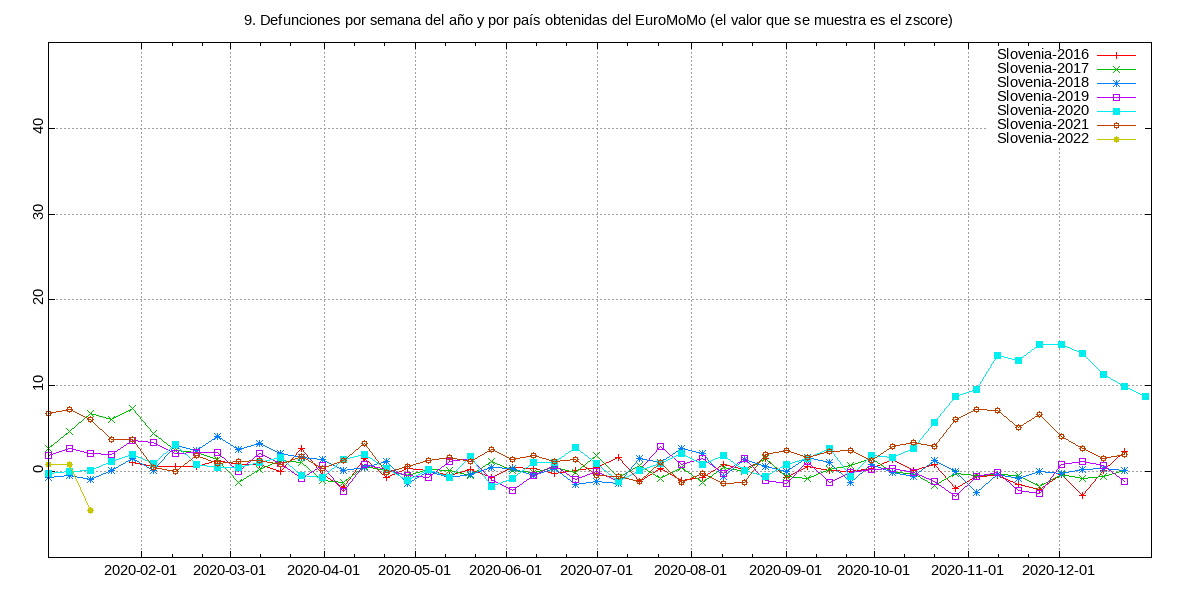 9. Defunciones por semana del año y por país obtenidas del EuroMoMo (el valor que se muestra es el zscore)
Slovenia-2016
Slovenia-2017
Slovenia-2018
Slovenia-2019
Slovenia-2020
Slovenia-2021
Slovenia-2022
40
30
20
10
0
2020-02-01 2020-03-01 2020-04-01 2020-05-01 2020-06-01 2020-07-01 2020-08-01 2020-09-01 2020-10-01 2020-11-01 2020-12-01